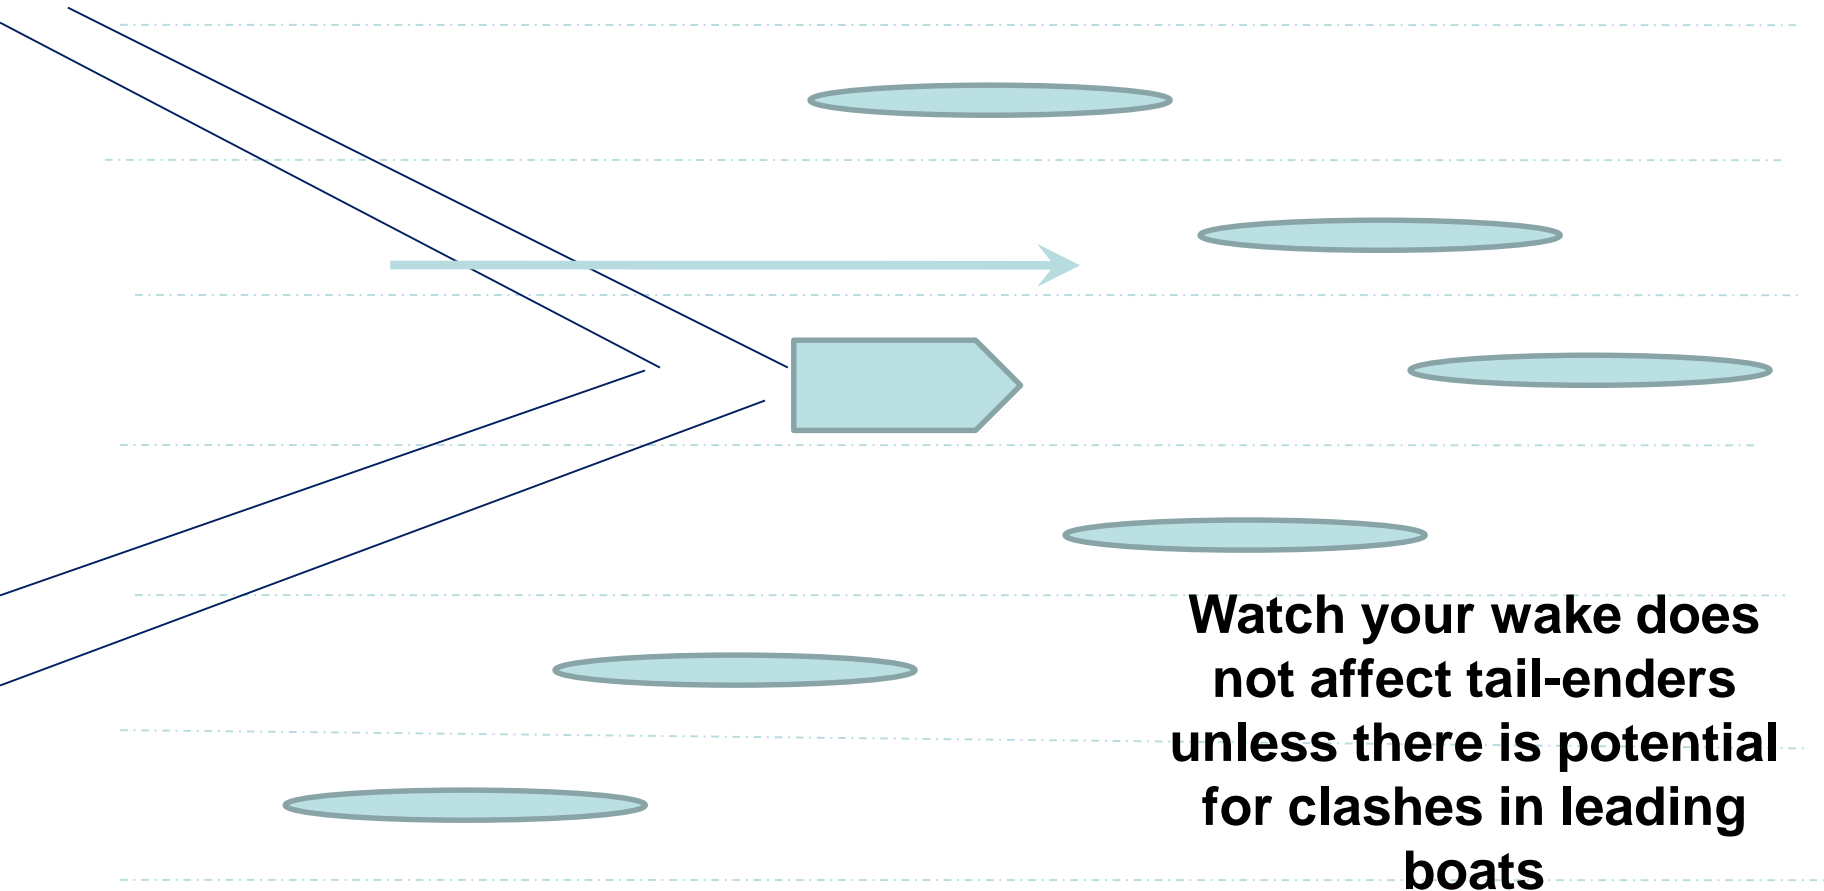 Watch your wake does
not affect tail-enders
unless there is potential
for clashes in leading
boats